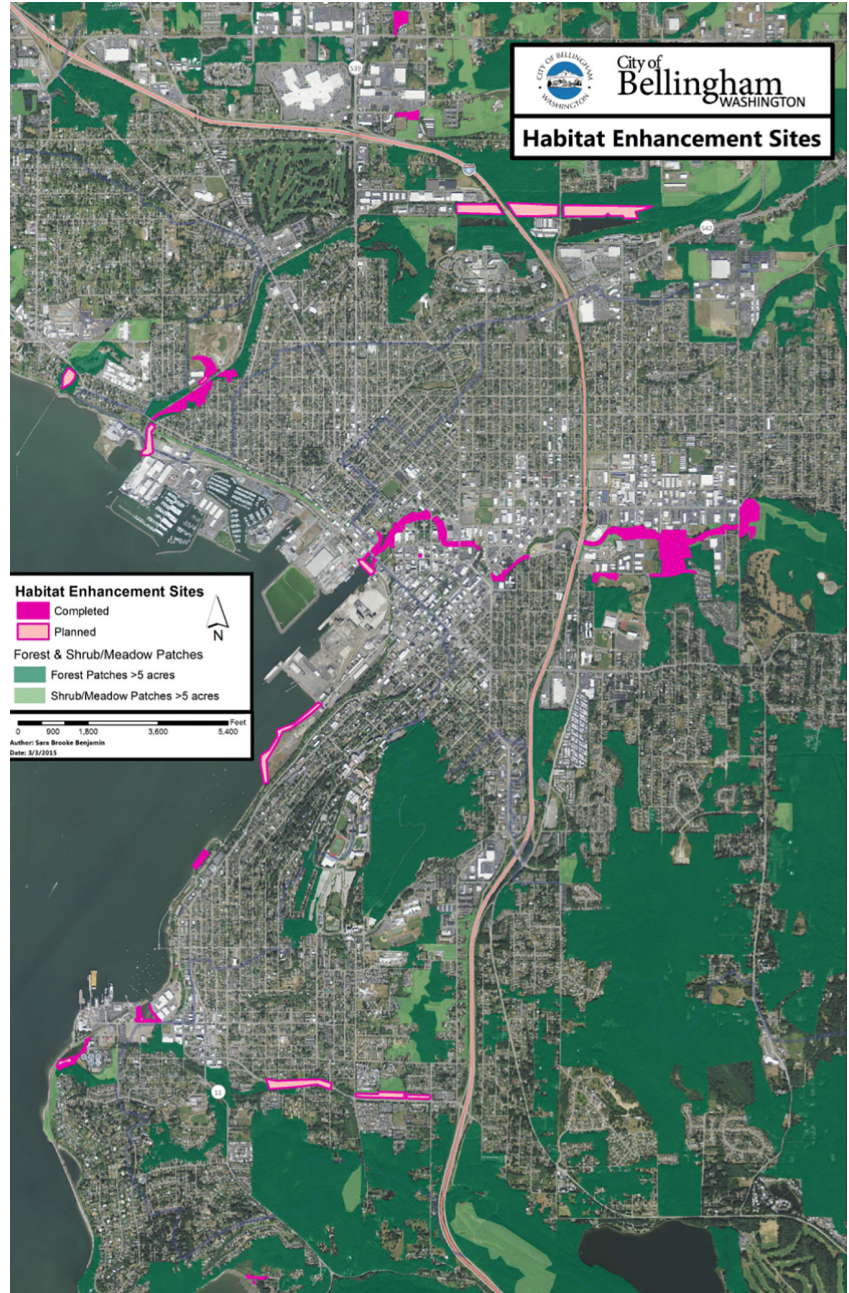 CITY OF BELLINGHAM
WASHINGTON
City of
Bellingham
WASHINGTON
Habitat Enhancement Sites
539
542
Habitat Enhancement Sites
Completed
Planned
N
Forest & Shrub/Meadow Patches
Forest Patches >5 acres
Shrub/Meadow Patches >5 acres
0 900 1,800 3,600 5,400 Feet
Author: Sara Brooke Benjamin
Date: 3/3/2015
11